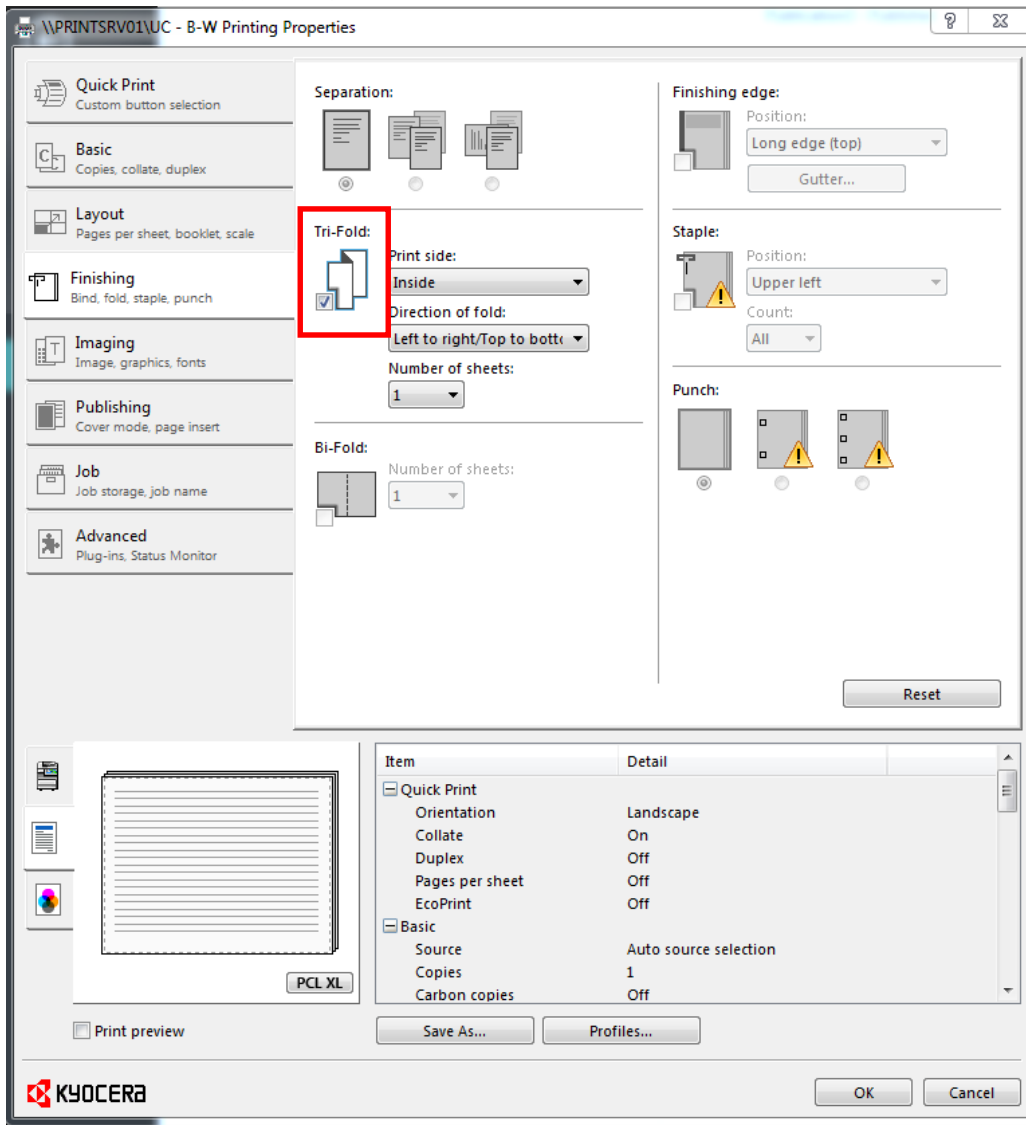 \\PRINTSRV01\UC - B-W Printing Properties
Quick Print
Custom button selection
Basic
Copies, collate, duplex
Layout
Pages per sheet, booklet, scale
Finishing
Bind, fold, staple, punch
Imaging
Image, graphics, fonts
Publishing
Cover mode, page insert
Job
Job storage, job name
Advanced
Plug-ins, Status Monitor
Separation:
Tri-Fold:
Print side:
Inside
Direction of fold:
Left to right/Top to botto
Number of sheets:
1
Bi-Fold:
Number of sheets:
1
Finishing edge:
Position:
Long edge (top)
Gutter...
Staple:
Position:
Upper left
Count:
All
Punch:
Reset
PCL XL
Print preview
Item Detail
Quick Print
Orientation Landscape
Collate On
Duplex Off
Pages per sheet Off
EcoPrint Off
Basic
Source Auto source selection
Copies 1
Carbon copies Off
Save As... Profiles...
KYOCERA
OK Cancel